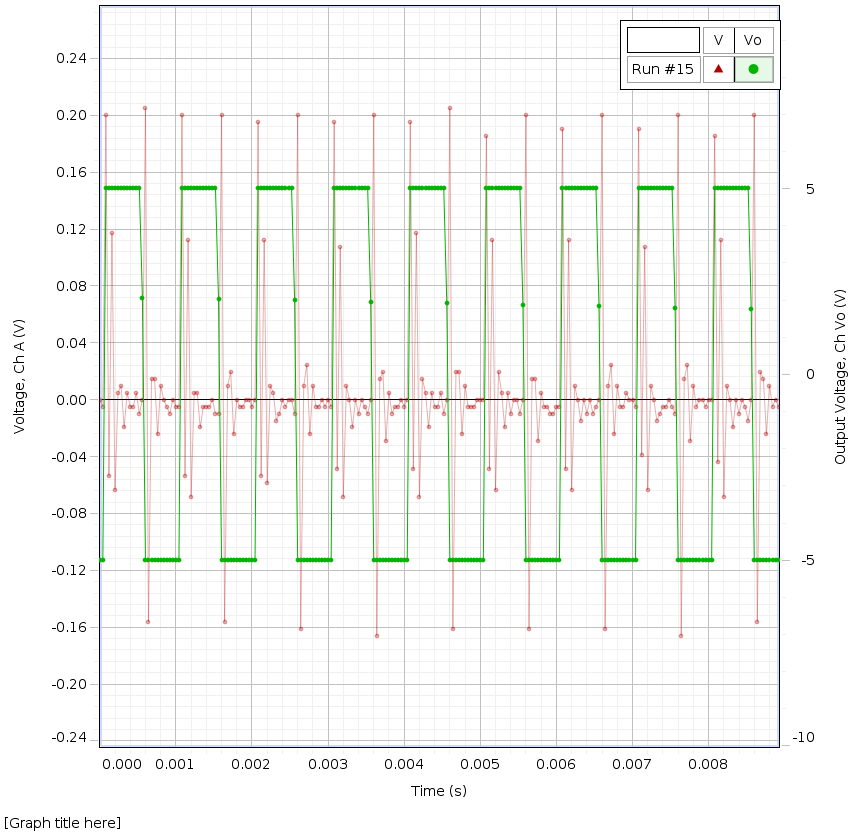 V Vo
Run #15
0.24
0.20
0.16
0.12
0.08
0.04
0.00
-0.04
-0.08
-0.12
-0.16
-0.20
-0.24
Voltage, Ch A (V)
5
0
-5
-10
Output Voltage, Ch Vo (V)
0.000 0.001 0.002 0.003 0.004 0.005 0.006 0.007 0.008
Time (s)
[Graph title here]